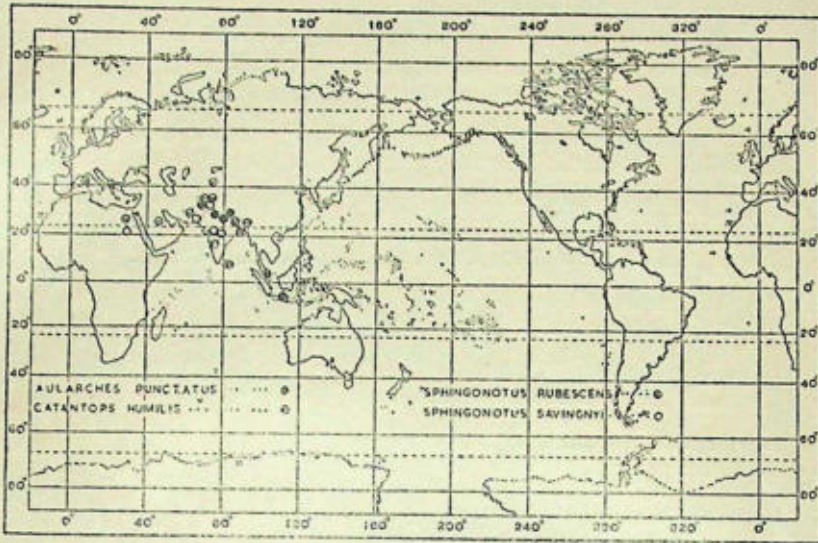 0° 40° 80° 120° 160° 200° 240° 280° 320° 0°
80° 80°
60° 60°
40° 40°
20° 20°
0° 0°
20° 20°
40° 40°
AULARCHES PUNCTATUS SPHINGONOTUS RUBESCENS
CATANTOPS HUMILIS SPHINGONOTUS SAVINGNYI
60° 60°
80° 80°
0° 40° 80° 120° 160° 200° 240° 280° 320° 0°